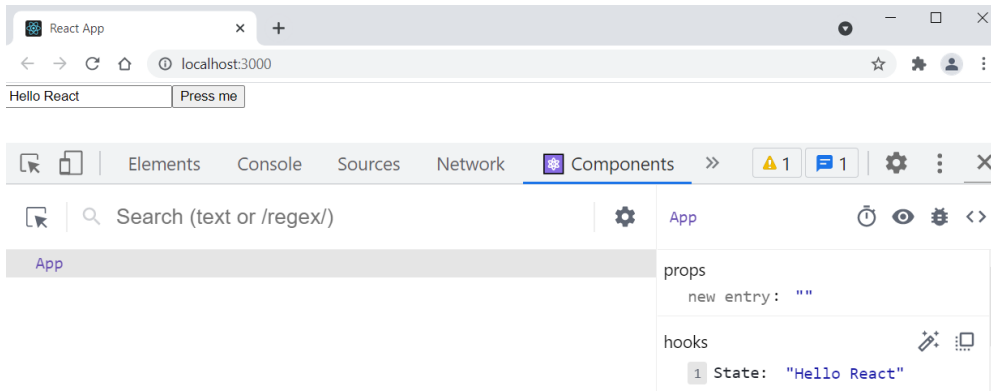 React App
localhost:3000
Hello React Press me
Elements Console Sources Network Components 1 1
Search (text or /regex/) App
App
props
new entry: ""
hooks
1 State: "Hello React"